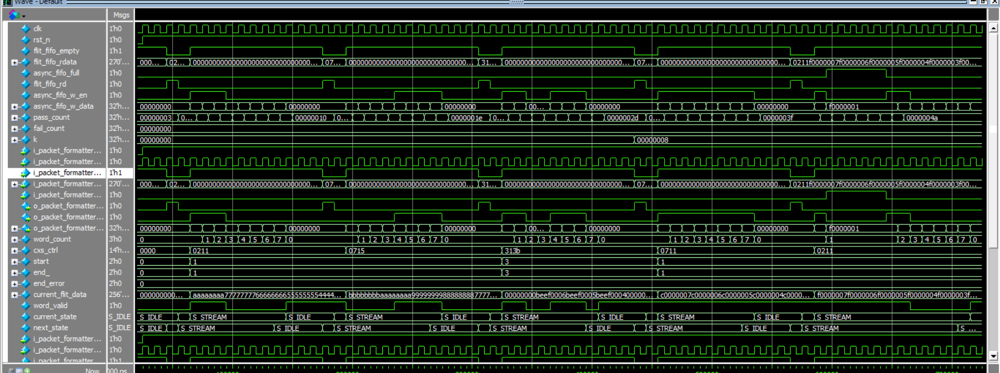 Wave - Default
Msgs
clk 1'h0
rst_n 1'h0
flit_fifo_empty 1'h1
flit_fifo_rdata 270'... 000... 02... 00000000000000000000000000000... 07... 00000000000000000000000000000... 31... 00000000000000000000000000000... 07... 00000000000000000000000000000... 0211f0000007f0000006f0000005f0000004f0000003f00...
async_fifo_full 1'h0
flit_fifo_rd 1'h0
async_fifo_w_en 1'h0
async_fifo_w_data 32'h... 00000000 00000000 00000000 00... 00000000 00000000 f0000001
pass_count 32'h... 00000003 0... 00000010 0... 0000001e 0... 0000002d 0... 0000003f 0000004a
fail_count 32'h... 00000000
k 32'h... 00000000 00000008
i_packet_formatter... 1'h0
i_packet_formatter... 1'h0
i_packet_formatter... 1'h1
i_packet_formatter... 270'... 000... 02... 00000000000000000000000000000... 07... 00000000000000000000000000000... 31... 00000000000000000000000000000... 07... 00000000000000000000000000000... 0211f0000007f0000006f0000005f0000004f0000003f00...
i_packet_formatter... 1'h0
o_packet_formatter... 1'h0
o_packet_formatter... 1'h0
o_packet_formatter... 32'h... 00000000 00000000 00000000 00... 00000000 00000000 f0000001
word_count 3'h0 0 1 2 3 4 5 6 7 0 1 2 3 4 5 6 7 0 1 2 3 4 5 6 7 0 1 2 3 4 5 6 7 0 1 2 3 4 5 6 7 0
cxs_ctrl 14'h... 0000 0211 0715 313b 0711 0211
start 2'h0 0 1 3 1
end_ 2'h0 0 1 3 1
end_error 2'h0 0
current_flit_data 256'... 000000000... aaaaaaaa7777777766666666555555554444... bbbbbbbbaaaaaaaa99999999888888887777... 00000000beef0006beef0005beef000400000... c0000007c0000006c0000005c0000004c0000... f0000007f0000006f0000005f0000004f0000003f...
word_valid 1'h0
current_state S_IDLE S_IDLE S_STREAM S_IDLE S_STREAM S_IDLE S_STREAM S_IDLE S_STREAM S_IDLE S_STREAM
next_state S_IDLE S_IDLE S_STREAM S_IDLE S_STREAM S_IDLE S_STREAM S_IDLE S_STREAM S_IDLE S_STREAM S_...
i_packet_formatter... 1'h0
i_packet_formatter... 1'h0
i_packet_formatter 1'h1
Now